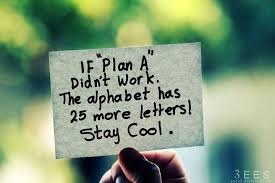 IF "Plan A"
Didn't work.
The alphabet has
25 more letters!
Stay Cool.
3EES